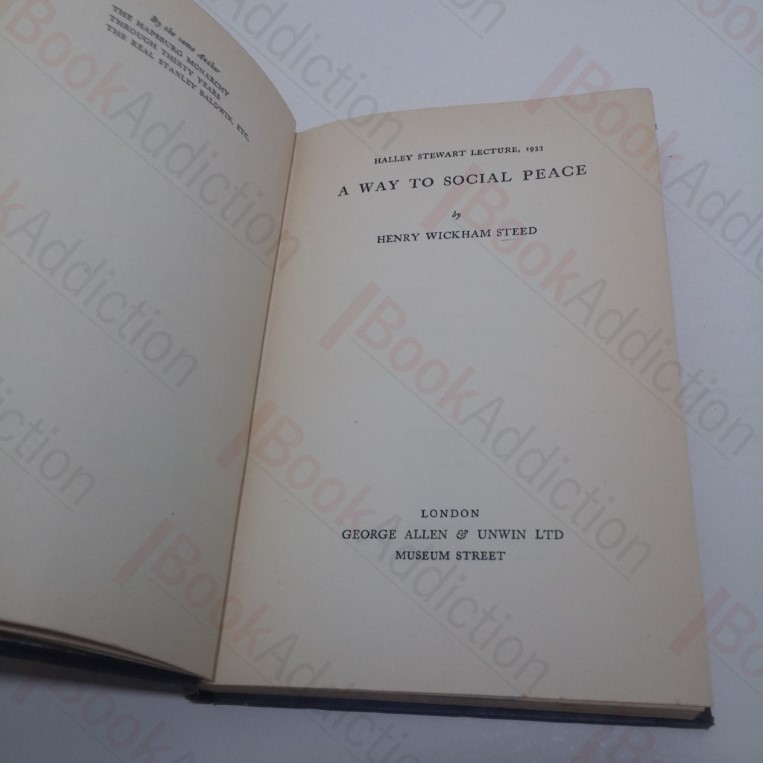 By the same Author
THE HAPSBURG MONARCHY
THROUGH THIRTY YEARS
THE REAL STANLEY BALDWIN, ETC.
HALLEY STEWART LECTURE, 1933
A WAY TO SOCIAL PEACE
by
HENRY WICKHAM STEED
LONDON
GEORGE ALLEN & UNWIN LTD
MUSEUM STREET
BookAddiction